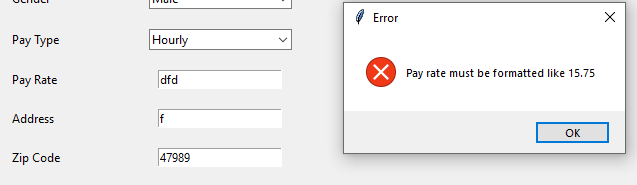 Gender Male
Error
Pay Type Hourly
Pay Rate dfd
Pay rate must be formatted like 15.75
Address f
OK
Zip Code 47989